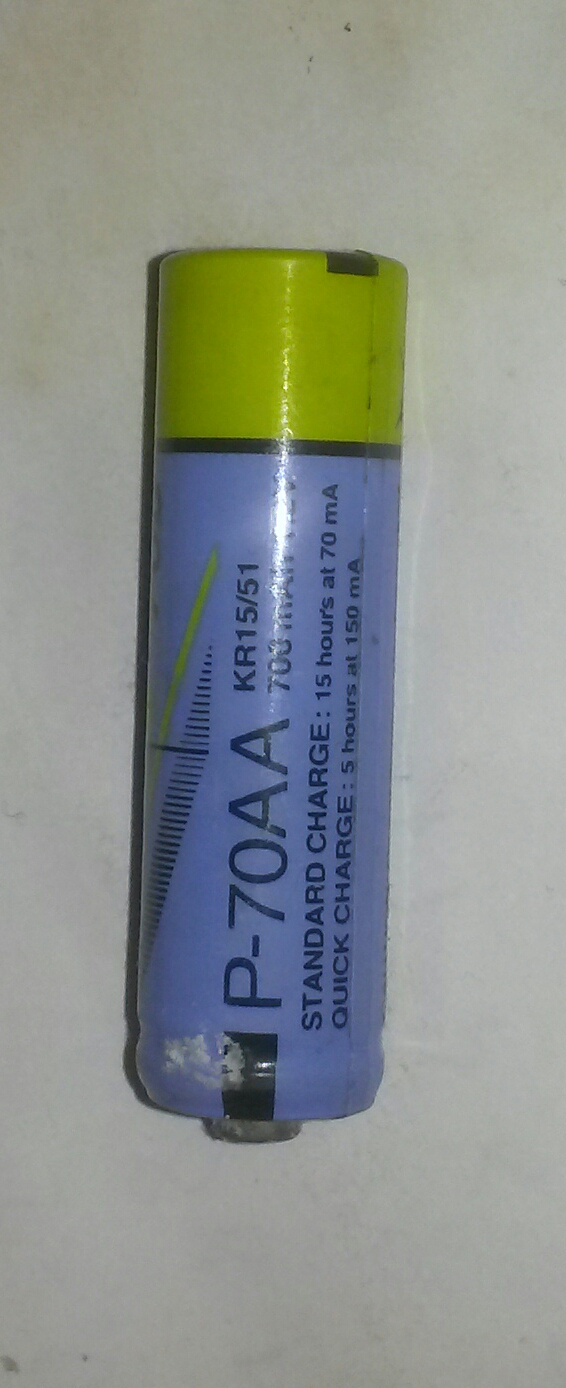 P-70AA
KR15/51
700 mAh
STANDARD CHARGE: 15 hours at 70 mA
QUICK CHARGE: 5 hours at 150 mA